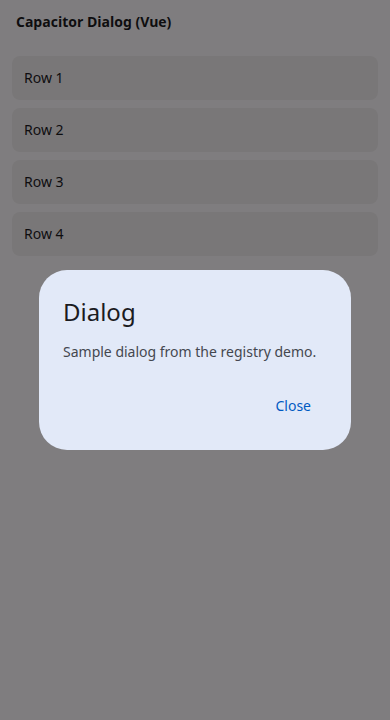 Capacitor Dialog (Vue)
Row 1
Row 2
Row 3
Row 4
Dialog
Sample dialog from the registry demo.
Close